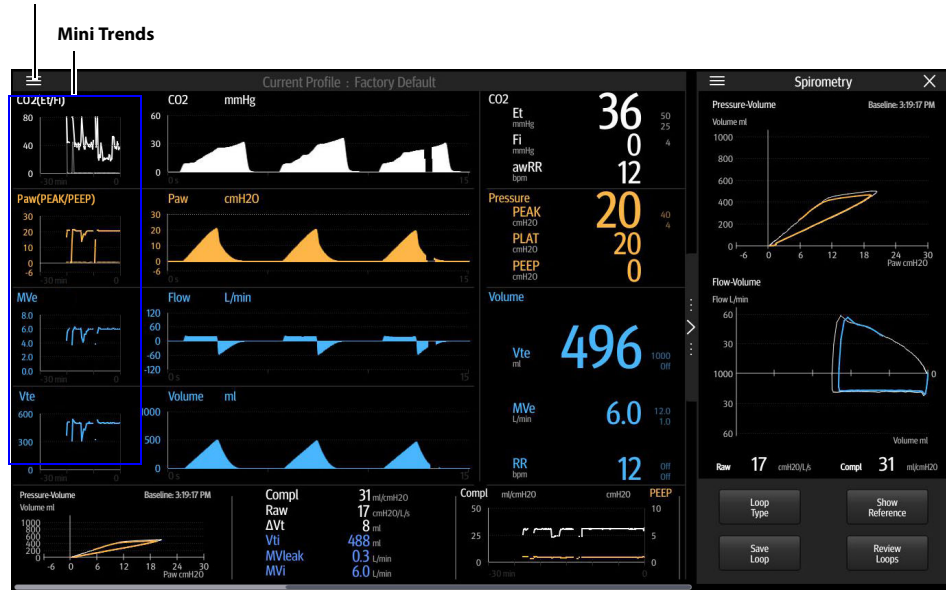 Mini Trends
Current Profile : Factory Default
CO2(Et/Fi)
80
40
0
-30 min
0
CO2 mmHg
60
30
0
0 s
15
CO2
Et
mmHg
36
50
25
Fi
mmHg
0
4
awRR
bpm
12
Paw(PEAK/PEEP)
30
20
10
0
-6
-30 min
0
Paw cmH2O
30
20
10
0
-6
0 s
15
Pressure
PEAK
cmH2O
20
40
4
PLAT
cmH2O
20
PEEP
cmH2O
0
MVe
8.0
6.0
4.0
2.0
0.0
-30 min
0
Flow L/min
120
60
0
-60
-120
0 s
15
Volume
Vte
ml
496
1000
Off
MVe
L/min
6.0
12.0
1.0
RR
bpm
12
Off
Off
Vte
600
300
0
-30 min
0
Volume ml
1000
500
0
0 s
15
Pressure-Volume Baseline: 3:19:17 PM
Volume ml
1000
800
600
400
200
0
-6 0 6 12 18 24 30
Paw cmH2O
Compl 31 ml/cmH2O
Raw 17 cmH2O/L/s
ΔVt 8 ml
Vti 488 ml
MVleak 0.3 L/min
MVi 6.0 L/min
Compl ml/cmH2O cmH2O PEEP
50 10
25 5
0 0
-30 min
0
Spirometry
Pressure-Volume Baseline: 3:19:17 PM
Volume ml
1000
800
600
400
200
0
-6 0 6 12 18 24 30
Paw cmH2O
Flow-Volume
Flow L/min
60
30
1000 0
30
60
Volume ml
Raw 17 cmH2O/L/s Compl 31 ml/cmH2O
Loop
Type
Show
Reference
Save
Loop
Review
Loops